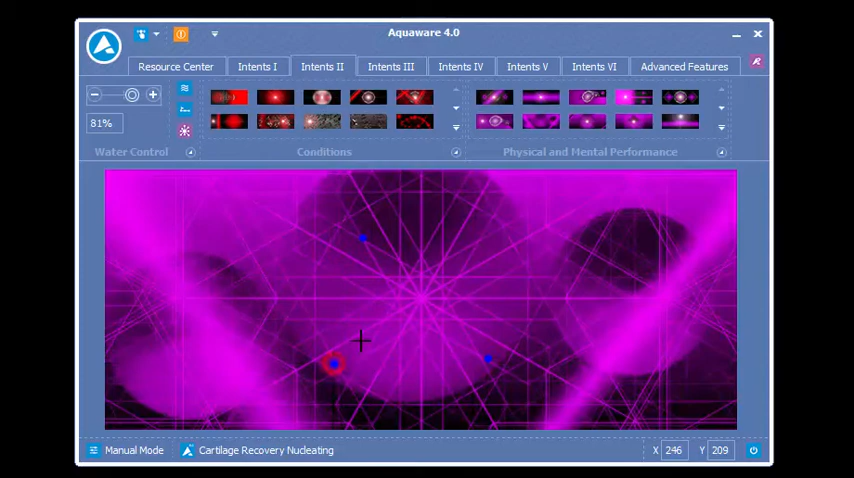 Aquaware 4.0
Resource Center Intents I Intents II Intents III Intents IV Intents V Intents VI Advanced Features
81%
Water Control Conditions Physical and Mental Performance
Manual Mode Cartilage Recovery Nucleating X 246 Y 209